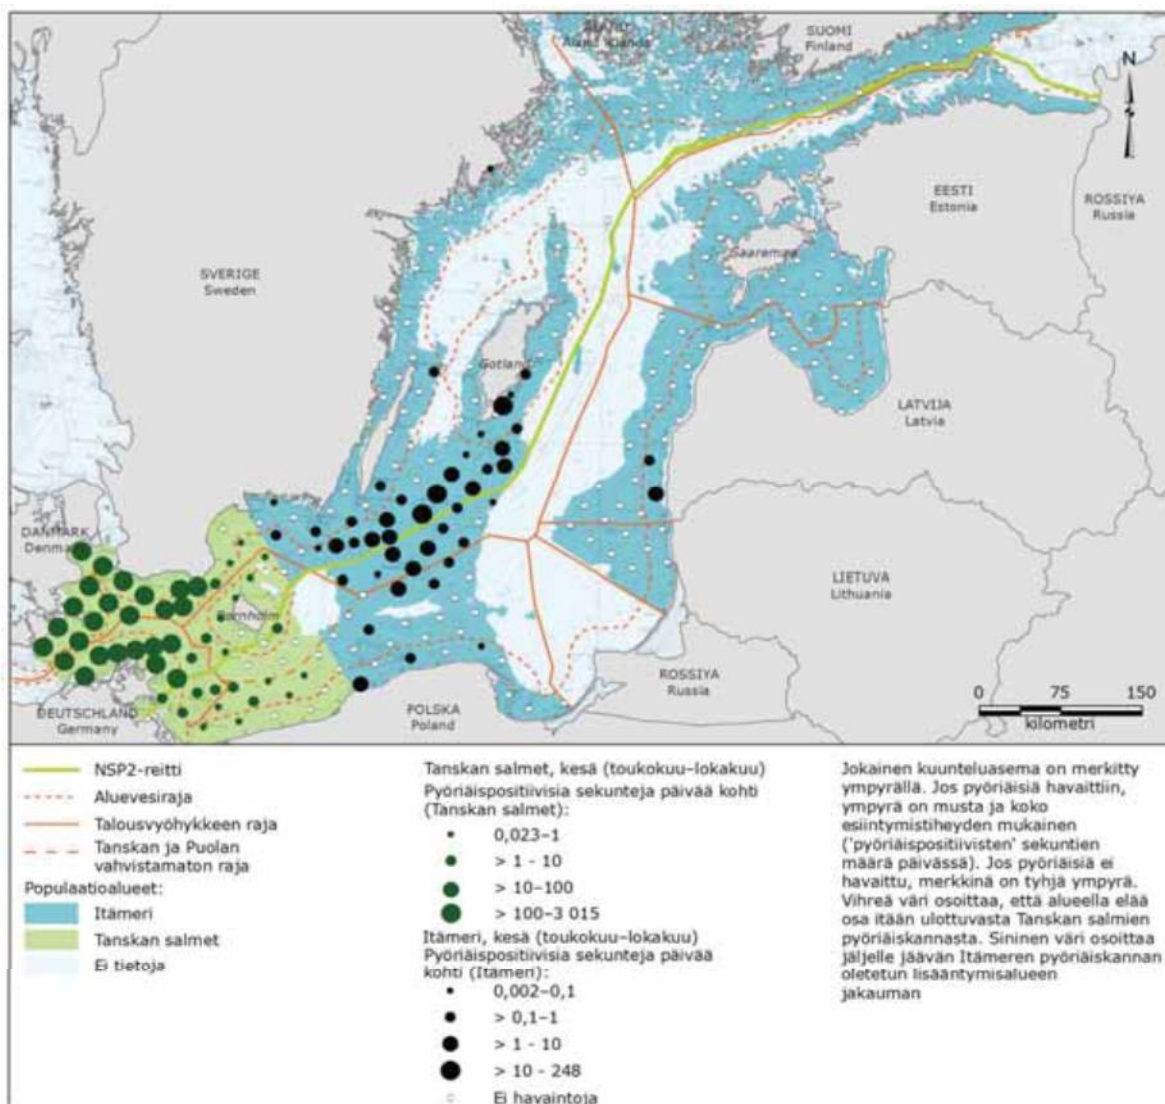 SUOMI
Finland
Åland Islands
N
EESTI
Estonia
ROSSIYA
Russia
Saaremaa
SVERIGE
Sweden
Gotland
LATVIJA
Latvia
DANMARK
Denmark
LIETUVA
Lithuania
Bornholm
ROSSIYA
Russia
0 75 150
kilometri
DEUTSCHLAND
Germany
POLSKA
Poland
NSP2-reitti
Aluevesiraja
Talousvyöhykkeen raja
Tanskan ja Puolan
vahvistamaton raja
Populaatioalueet:
Itämeri
Tanskan salmet
Ei tietoja
Tanskan salmet, kesä (toukokuu–lokakuu)
Pyöriäispositiivisia sekunteja päivää kohti
(Tanskan salmet):
0,023–1
> 1 - 10
> 10–100
> 100–3 015
Itämeri, kesä (toukokuu–lokakuu)
Pyöriäispositiivisia sekunteja päivää
kohti (Itämeri):
0,002–0,1
> 0,1–1
> 1 - 10
> 10 - 248
Ei havaintoja
Jokainen kuunteluasema on merkitty
ympyrällä. Jos pyöriäisiä havaittiin,
ympyrä on musta ja koko
esiintymistiheyden mukainen
('pyöriäispositiivisten' sekuntien
määrä päivässä). Jos pyöriäisiä ei
havaittu, merkkinä on tyhjä ympyrä.
Vihreä väri osoittaa, että alueella elää
osa itään ulottuvasta Tanskan salmien
pyöriäiskannasta. Sininen väri osoittaa
jäljelle jäävän Itämeren pyöriäiskannan
oletetun lisääntymisalueen
jakauman